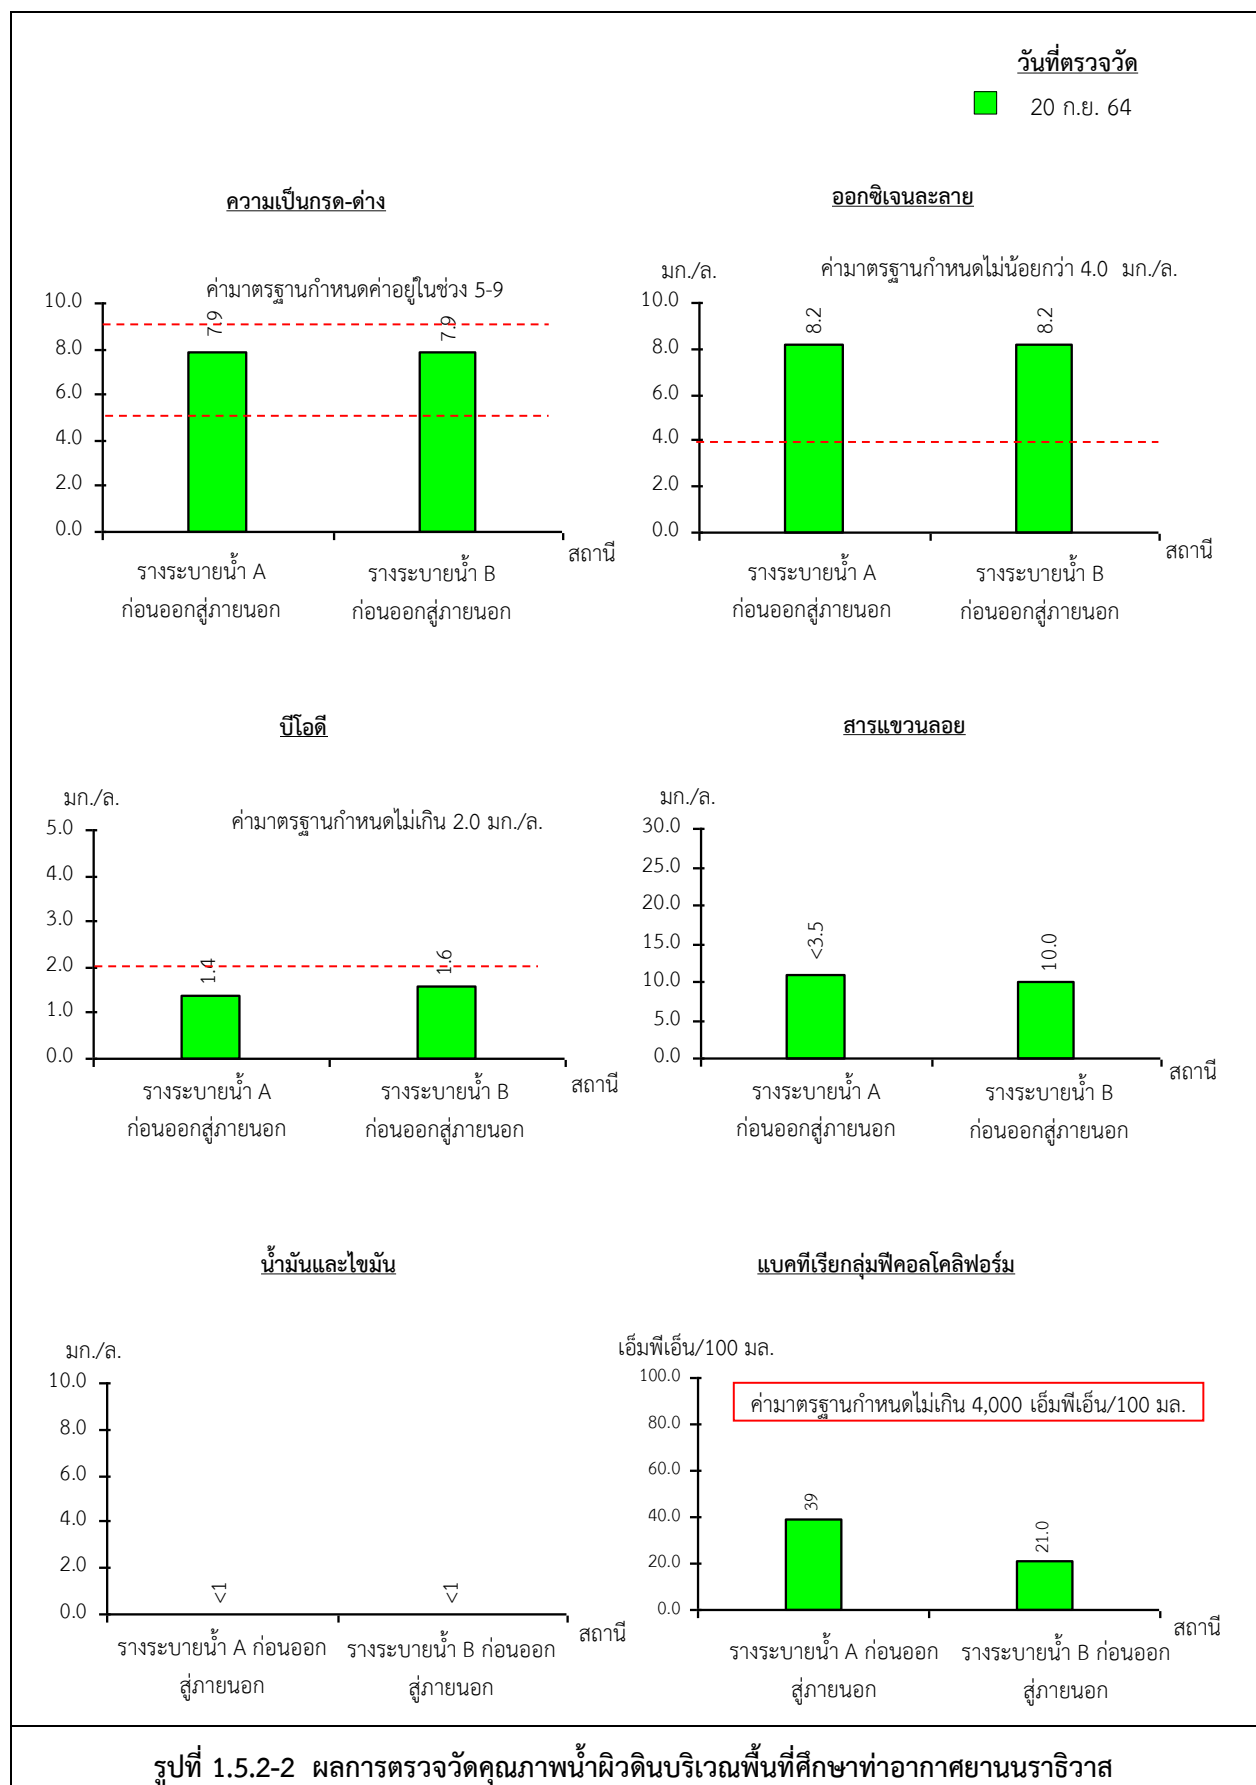 วันที่ตรวจวัด
20 ก.ย. 64
ความเป็นกรด-ด่าง
ค่ามาตรฐานกำหนดค่าอยู่ในช่วง 5-9
10.0
8.0
6.0
4.0
2.0
0.0
7.9
7.9
สถานี
รางระบายน้ำ A
ก่อนออกสู่ภายนอก
รางระบายน้ำ B
ก่อนออกสู่ภายนอก
ออกซิเจนละลาย
มก./ล.
ค่ามาตรฐานกำหนดไม่น้อยกว่า 4.0 มก./ล.
10.0
8.0
6.0
4.0
2.0
0.0
8.2
8.2
สถานี
รางระบายน้ำ A
ก่อนออกสู่ภายนอก
รางระบายน้ำ B
ก่อนออกสู่ภายนอก
บีโอดี
มก./ล.
ค่ามาตรฐานกำหนดไม่เกิน 2.0 มก./ล.
5.0
4.0
3.0
2.0
1.0
0.0
1.4
1.6
สถานี
รางระบายน้ำ A
ก่อนออกสู่ภายนอก
รางระบายน้ำ B
ก่อนออกสู่ภายนอก
สารแขวนลอย
มก./ล.
30.0
25.0
20.0
15.0
10.0
5.0
0.0
<3.5
10.0
สถานี
รางระบายน้ำ A
ก่อนออกสู่ภายนอก
รางระบายน้ำ B
ก่อนออกสู่ภายนอก
น้ำมันและไขมัน
มก./ล.
10.0
8.0
6.0
4.0
2.0
0.0
<1
<1
สถานี
รางระบายน้ำ A ก่อนออก
สู่ภายนอก
รางระบายน้ำ B ก่อนออก
สู่ภายนอก
แบคทีเรียกลุ่มฟีคอลโคลิฟอร์ม
เอ็มพีเอ็น/100 มล.
ค่ามาตรฐานกำหนดไม่เกิน 4,000 เอ็มพีเอ็น/100 มล.
100.0
80.0
60.0
40.0
20.0
0.0
39
21.0
สถานี
รางระบายน้ำ A ก่อนออก
สู่ภายนอก
รางระบายน้ำ B ก่อนออก
สู่ภายนอก
รูปที่ 1.5.2-2 ผลการตรวจวัดคุณภาพน้ำผิวดินบริเวณพื้นที่ศึกษาท่าอากาศยานนราธิวาส